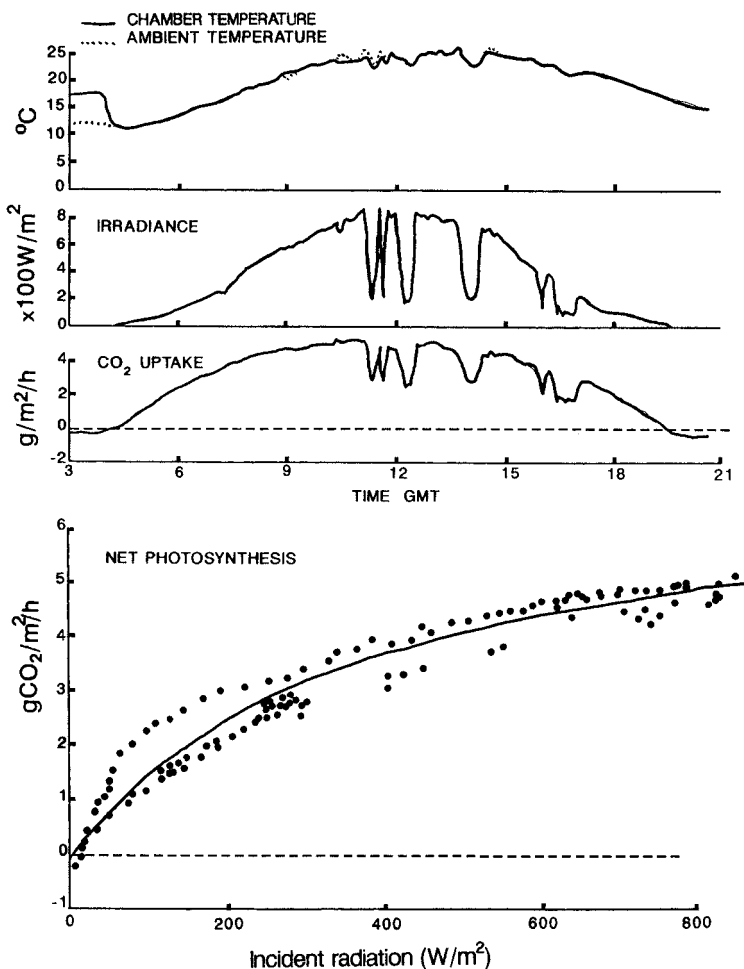 CHAMBER TEMPERATURE
AMBIENT TEMPERATURE
25
20
15
10
5
0
°C
IRRADIANCE
8
6
4
2
0
x100W/m²
CO₂ UPTAKE
4
2
0
-2
g/m²/h
3 6 9 12 15 18 21
TIME GMT
NET PHOTOSYNTHESIS
6
5
4
3
2
1
0
-1
gCO₂/m²/h
0 200 400 600 800
Incident radiation (W/m²)